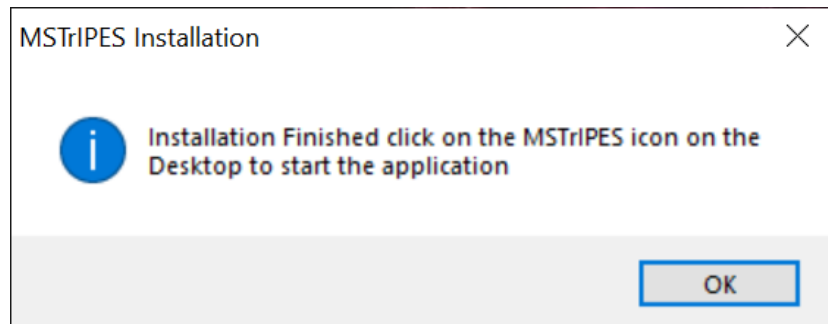 MSTrIPES Installation
Installation Finished click on the MSTrIPES icon on the
Desktop to start the application
OK